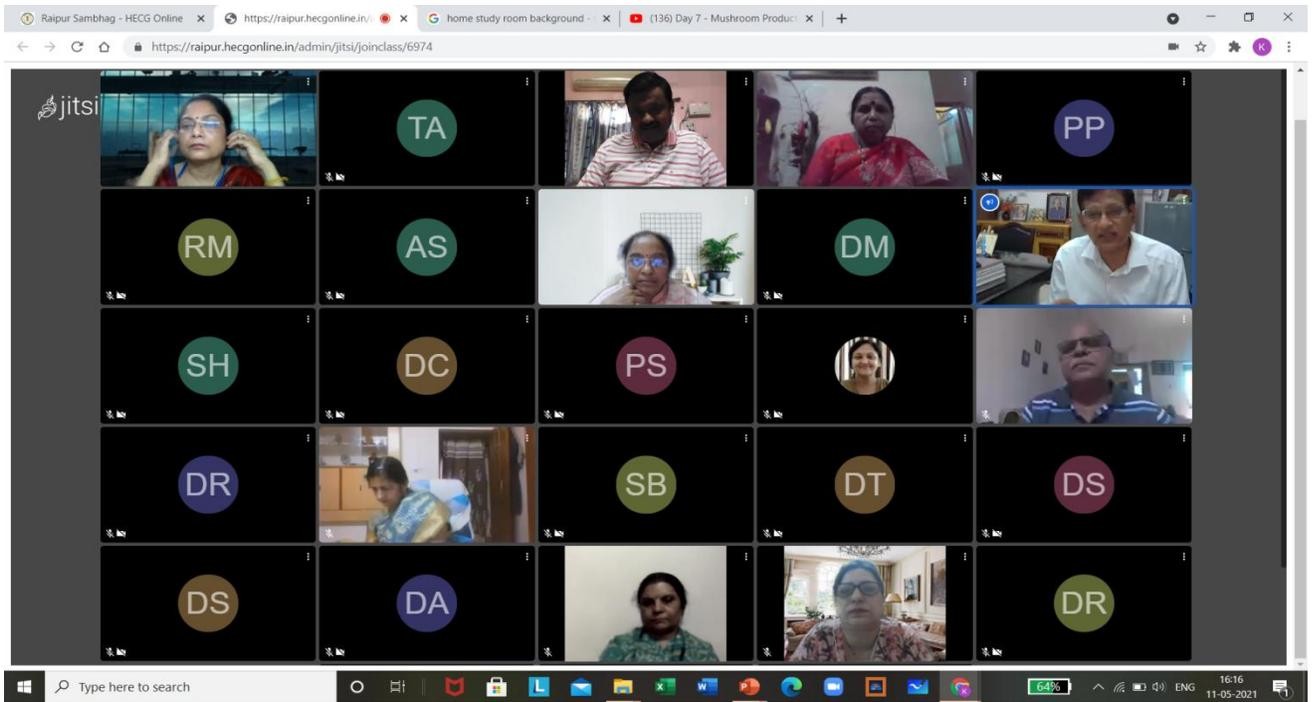 Raipur Sambhag - HECG Online
https://raipur.hecgonline.in/
home study room background -
(136) Day 7 - Mushroom Produc
https://raipur.hecgonline.in/admin/jitsi/joinclass/6974
K
jitsi
TA
PP
RM
AS
DM
SH
DC
PS
DR
SB
DT
DS
DS
DA
DR
Type here to search
64%
ENG
16:16
11-05-2021
1